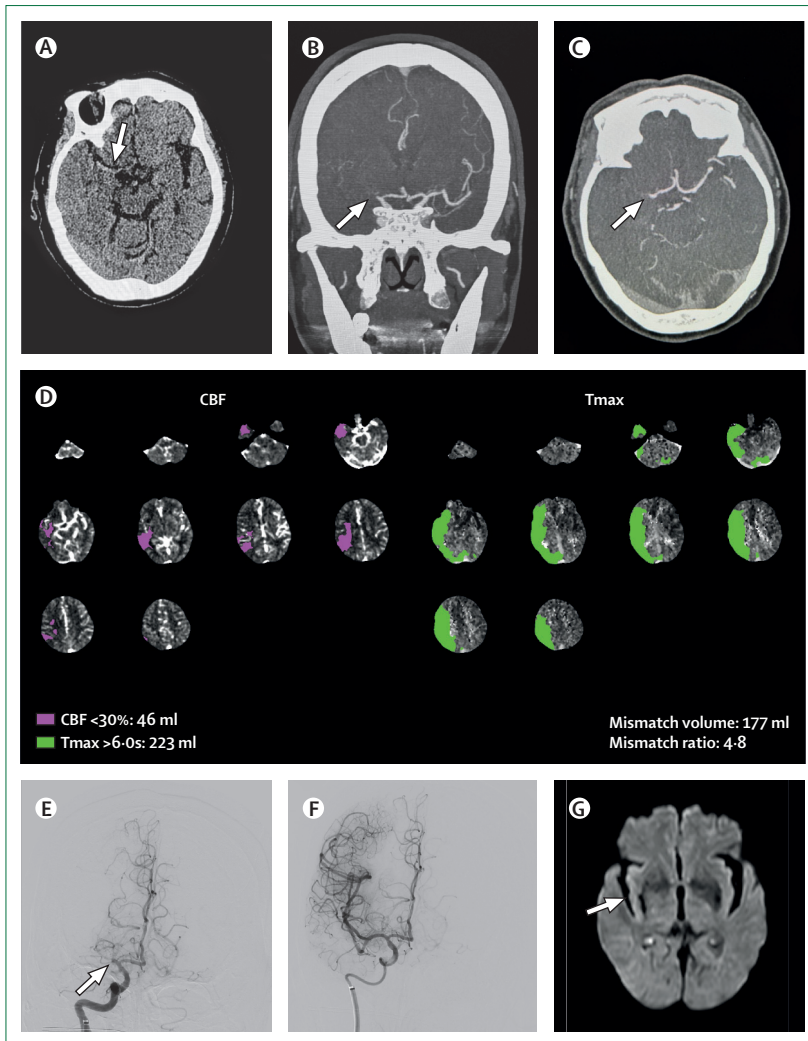 A
B
C
D
CBF
Tmax
CBF <30%: 46 ml
Tmax >6·0s: 223 ml
Mismatch volume: 177 ml
Mismatch ratio: 4·8
E
F
G